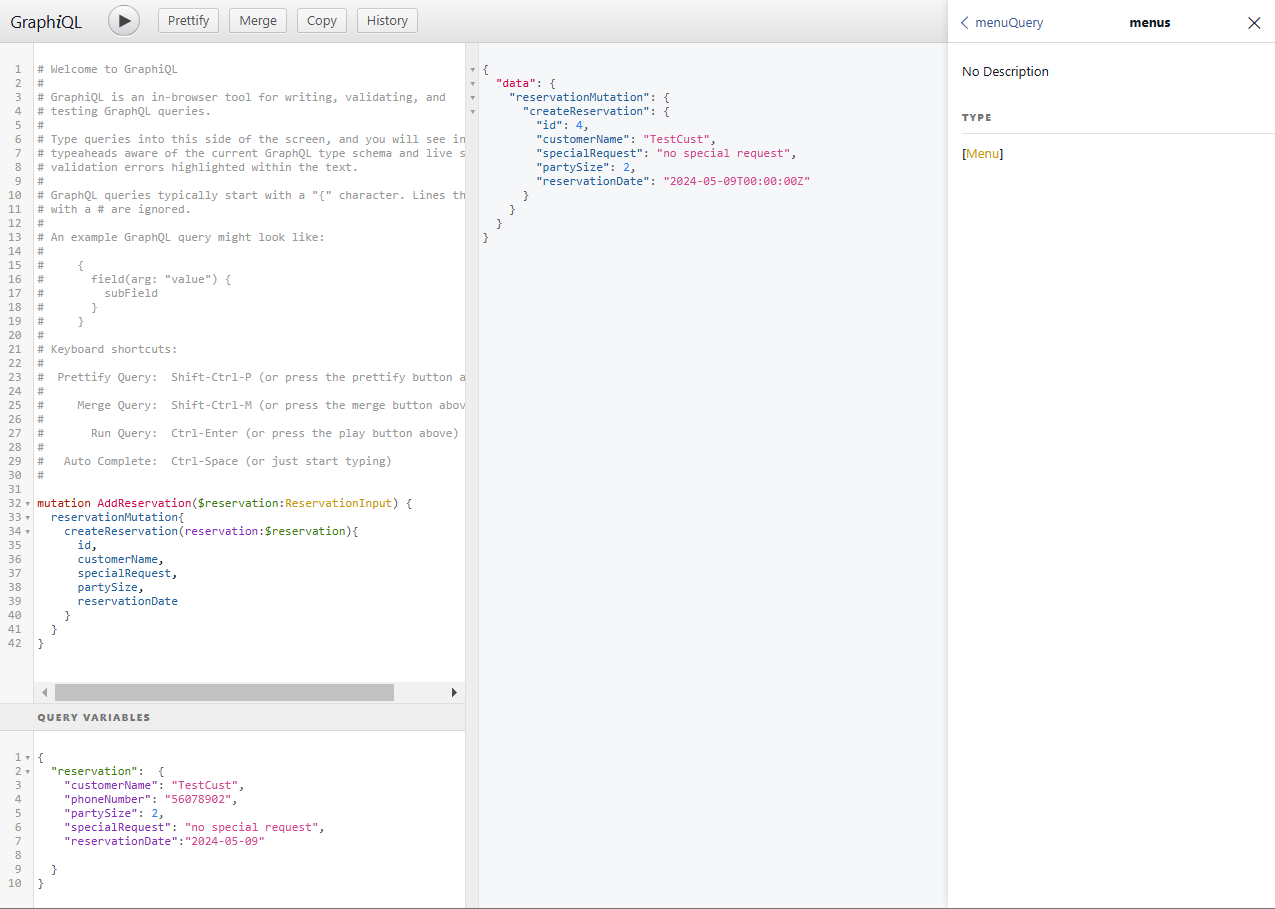 GraphiQL
Prettify
Merge
Copy
History
1 # Welcome to GraphiQL
2 #
3 # GraphiQL is an in-browser tool for writing, validating, and
4 # testing GraphQL queries.
5 #
6 # Type queries into this side of the screen, and you will see in
7 # typeaheads aware of the current GraphQL type schema and live s
8 # validation errors highlighted within the text.
9 #
10 # GraphQL queries typically start with a "{" character. Lines th
11 # with a # are ignored.
12 #
13 # An example GraphQL query might look like:
14 #
15 #     {
16 #       field(arg: "value") {
17 #         subField
18 #       }
19 #     }
20 #
21 # Keyboard shortcuts:
22 #
23 #  Prettify Query:  Shift-Ctrl-P (or press the prettify button a
24 #
25 #     Merge Query:  Shift-Ctrl-M (or press the merge button abov
26 #
27 #       Run Query:  Ctrl-Enter (or press the play button above)
28 #
29 #   Auto Complete:  Ctrl-Space (or just start typing)
30 #
31
32 mutation AddReservation($reservation:ReservationInput) {
33   reservationMutation{
34     createReservation(reservation:$reservation){
35       id,
36       customerName,
37       specialRequest,
38       partySize,
39       reservationDate
40     }
41   }
42 }
QUERY VARIABLES
1 {
2   "reservation":  {
3     "customerName": "TestCust",
4     "phoneNumber": "56078902",
5     "partySize": 2,
6     "specialRequest": "no special request",
7     "reservationDate":"2024-05-09"
8
9   }
10 }
{
  "data": {
    "reservationMutation": {
      "createReservation": {
        "id": 4,
        "customerName": "TestCust",
        "specialRequest": "no special request",
        "partySize": 2,
        "reservationDate": "2024-05-09T00:00:00Z"
      }
    }
  }
}
menuQuery
menus
No Description
TYPE
[Menu]